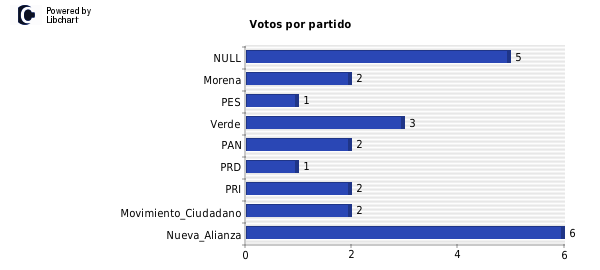 Powered by
Libchart
Votos por partido
NULL 5
Morena 2
PES 1
Verde 3
PAN 2
PRD 1
PRI 2
Movimiento_Ciudadano 2
Nueva_Alianza 6
0 2 4 6